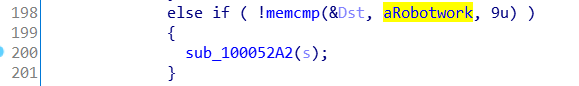 198 else if ( !memcmp(&Dst, aRobotwork, 9u) )
199 {
200 sub_100052A2(s);
201 }